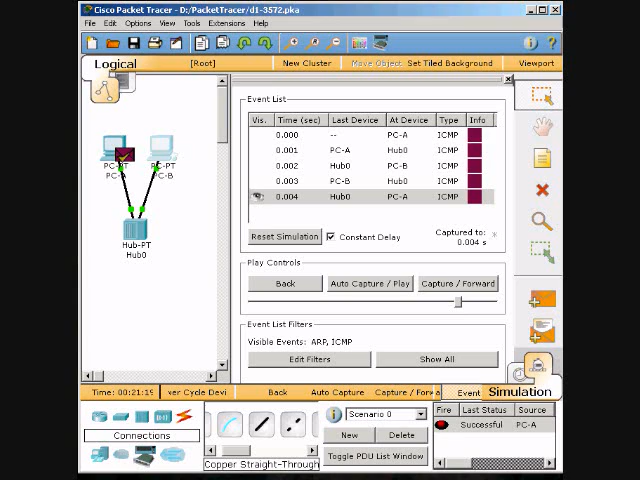 Cisco Packet Tracer - D:/PacketTracer/d1-3572.pka
File Edit Options View Tools Extensions Help
Logical [Root] New Cluster Move Object Set Tiled Background Viewport
Event List
Vis. Time (sec) Last Device At Device Type Info
0.000 -- PC-A ICMP
0.001 PC-A Hub0 ICMP
0.002 Hub0 PC-B ICMP
0.003 PC-B Hub0 ICMP
0.004 Hub0 PC-A ICMP
Reset Simulation Constant Delay Captured to:
0.004 s
Play Controls
Back Auto Capture / Play Capture / Forward
Event List Filters
Visible Events: ARP, ICMP
Edit Filters Show All
PC-PT
PC-PT
PC-B
Hub-PT
Hub0
Time: 00:21:19 ver Cycle Devi Back Auto Capture Capture / Forw Event Simulation
Connections
Copper Straight-Through
Scenario 0
New Delete
Toggle PDU List Window
Fire Last Status Source
Successful PC-A